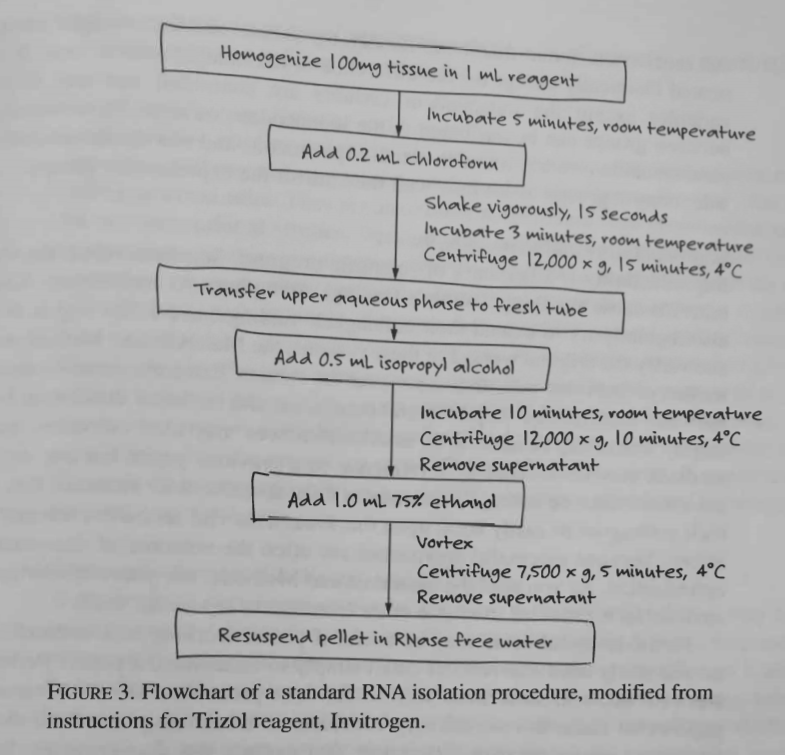 Homogenize 100mg tissue in 1 mL reagent
Incubate 5 minutes, room temperature
Add 0.2 mL chloroform
Shake vigorously, 15 seconds
Incubate 3 minutes, room temperature
Centrifuge 12,000 x g, 15 minutes, 4°C
Transfer upper aqueous phase to fresh tube
Add 0.5 mL isopropyl alcohol
Incubate 10 minutes, room temperature
Centrifuge 12,000 x g, 10 minutes, 4°C
Remove supernatant
Add 1.0 mL 75% ethanol
Vortex
Centrifuge 7,500 x g, 5 minutes, 4°C
Remove supernatant
Resuspend pellet in RNase free water
FIGURE 3. Flowchart of a standard RNA isolation procedure, modified from
instructions for Trizol reagent, Invitrogen.